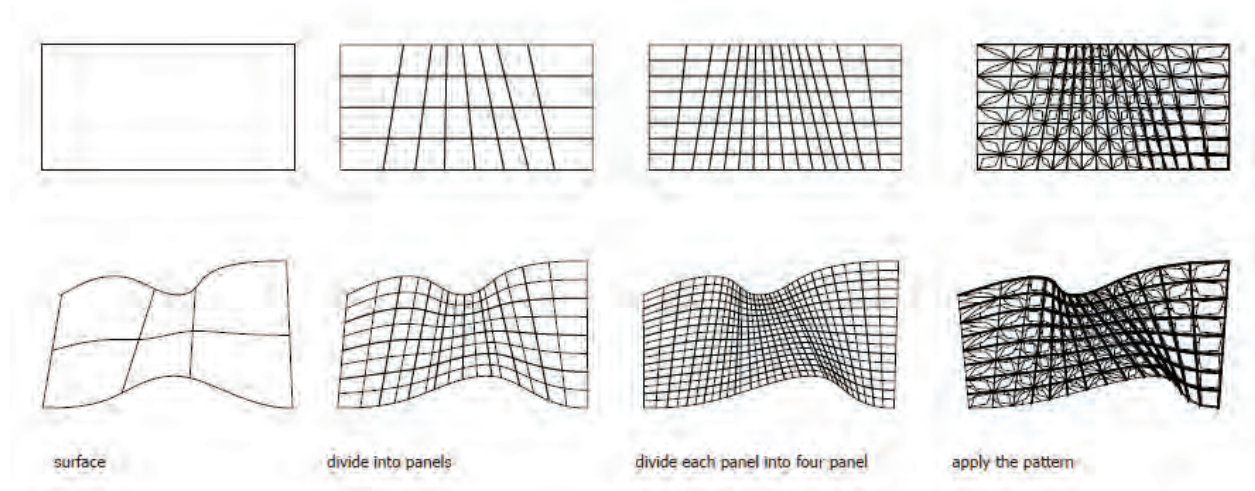 surface
divide into panels
divide each panel into four panel
apply the pattern